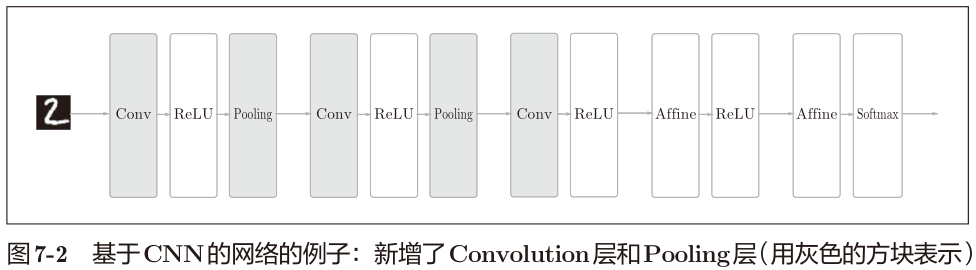 2
Conv ReLU Pooling Conv ReLU Pooling Conv ReLU Affine ReLU Affine Softmax
图7-2 基于CNN的网络的例子：新增了Convolution层和Pooling层（用灰色的方块表示）